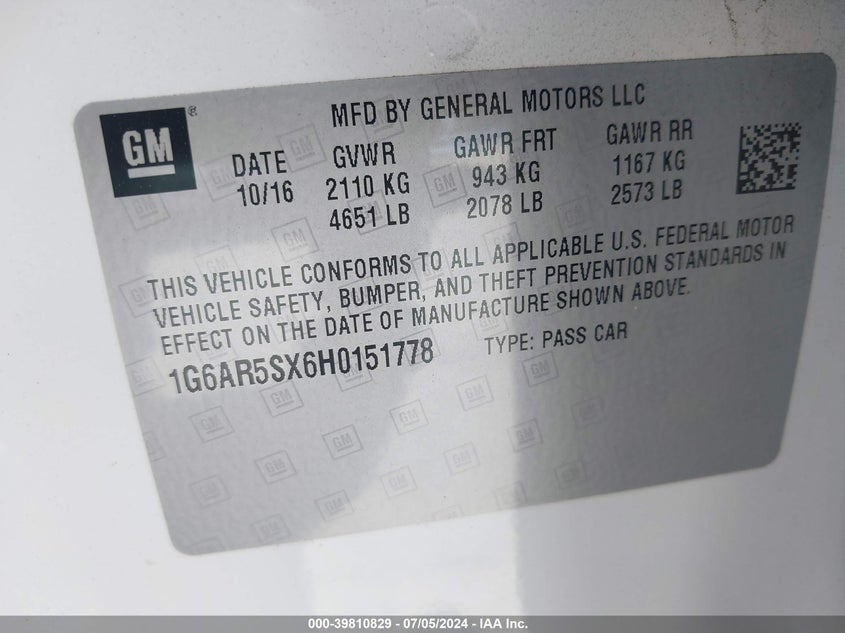 GM ®
MFD BY GENERAL MOTORS LLC
DATE GVWR GAWR FRT GAWR RR
10/16 2110 KG 943 KG 1167 KG
4651 LB 2078 LB 2573 LB
THIS VEHICLE CONFORMS TO ALL APPLICABLE U.S. FEDERAL MOTOR
VEHICLE SAFETY, BUMPER, AND THEFT PREVENTION STANDARDS IN
EFFECT ON THE DATE OF MANUFACTURE SHOWN ABOVE.
1G6AR5SX6H0151778 TYPE: PASS CAR
000-39810829 / 07/05/2024 - IAA Inc.